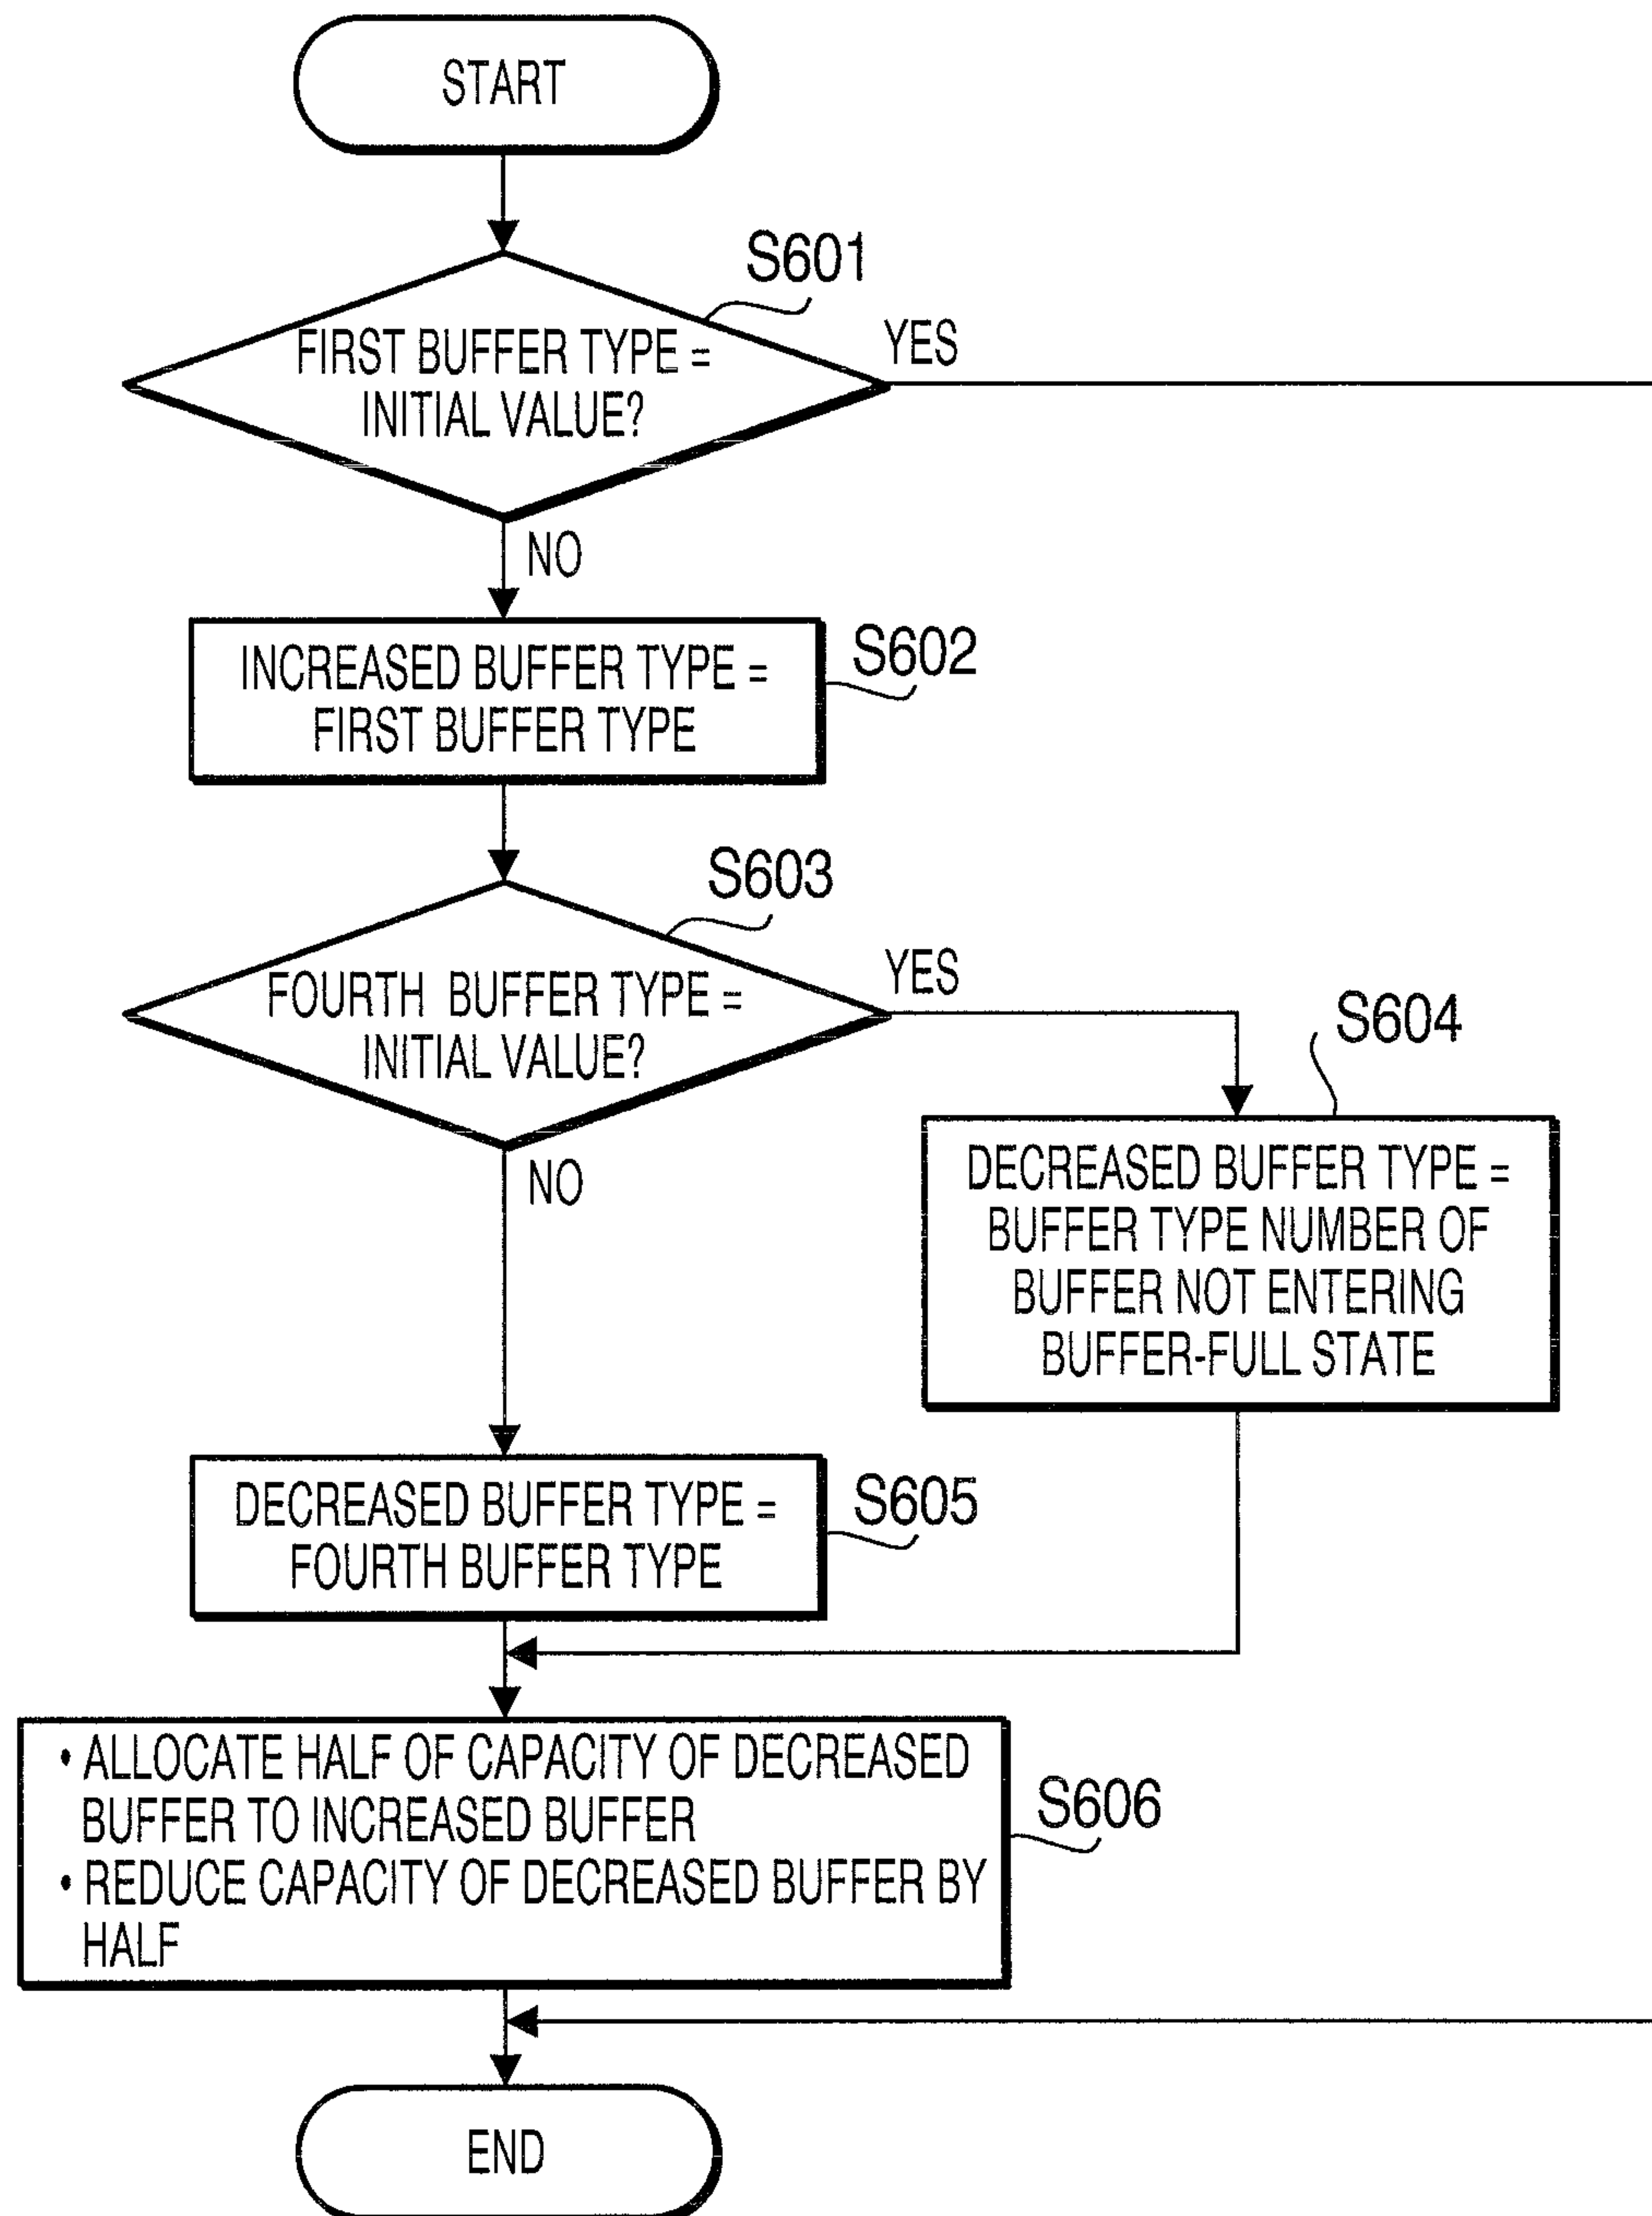 START
S601
FIRST BUFFER TYPE =
INITIAL VALUE?
YES
NO
INCREASED BUFFER TYPE =
FIRST BUFFER TYPE
S602
S603
FOURTH BUFFER TYPE =
INITIAL VALUE?
YES
NO
S604
DECREASED BUFFER TYPE =
BUFFER TYPE NUMBER OF
BUFFER NOT ENTERING
BUFFER-FULL STATE
DECREASED BUFFER TYPE =
FOURTH BUFFER TYPE
S605
• ALLOCATE HALF OF CAPACITY OF DECREASED
BUFFER TO INCREASED BUFFER
• REDUCE CAPACITY OF DECREASED BUFFER BY
HALF
S606
END